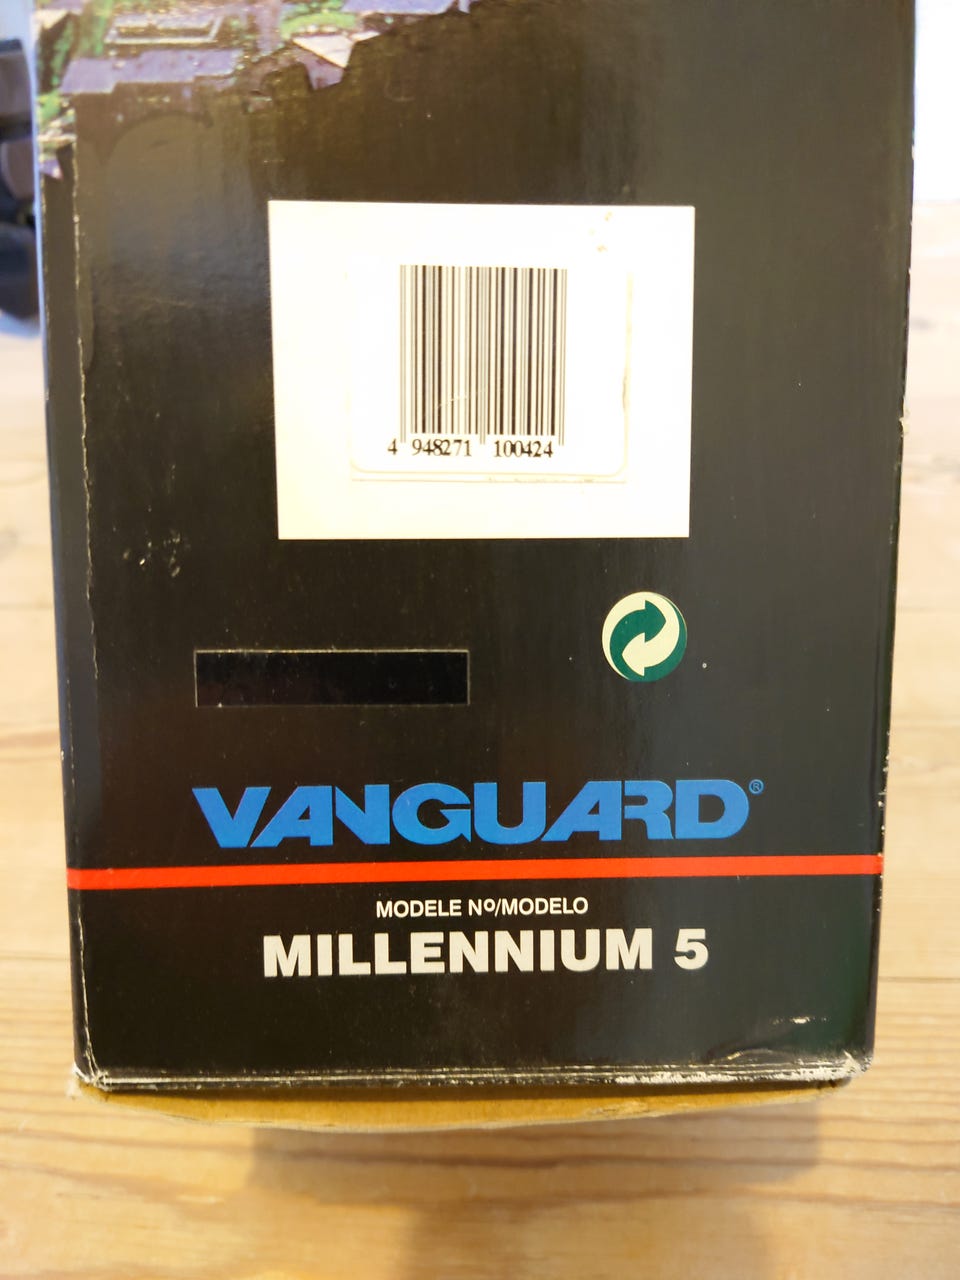 4 948271 100424
VANGUARD®
MODELE Nº/MODELO
MILLENNIUM 5